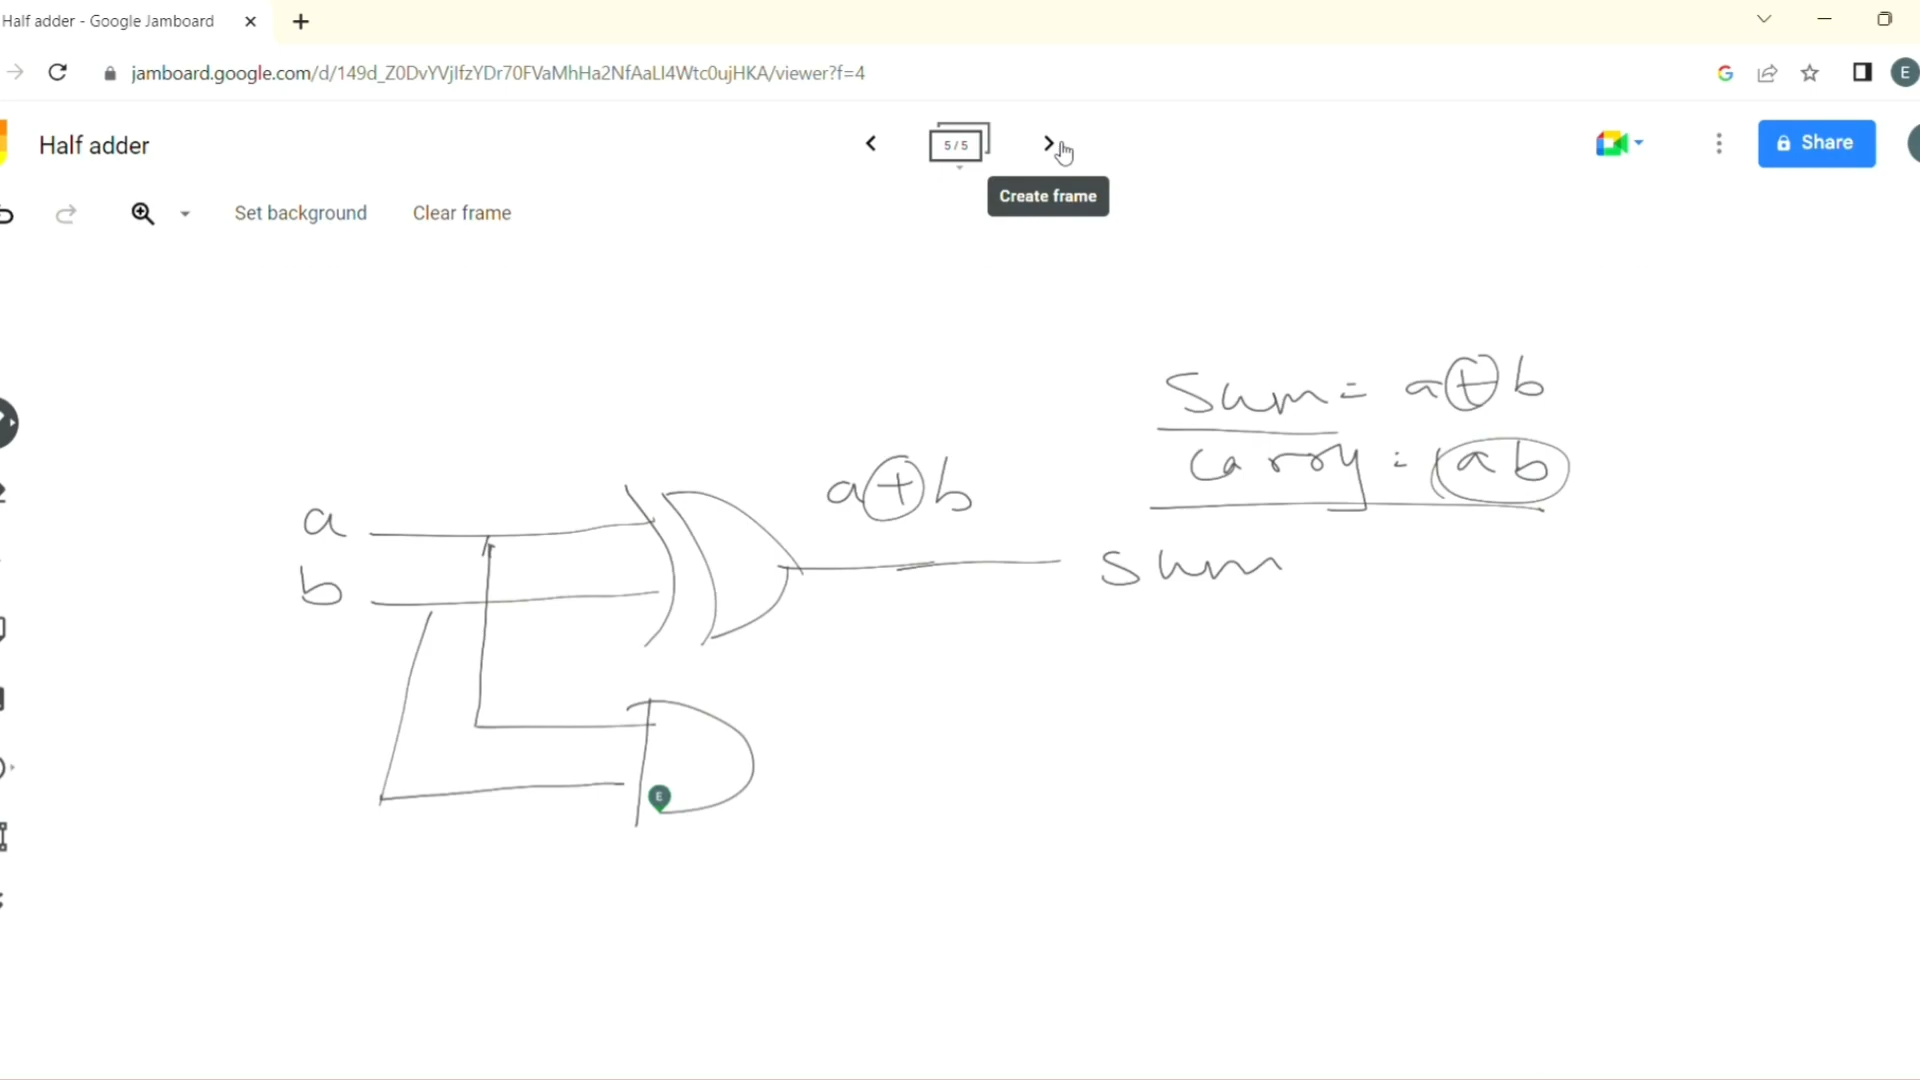 Half adder - Google Jamboard
jamboard.google.com/d/149d_Z0DvYVjlfzYDr70FVaMhHa2NfAaLI4Wtc0ujHKA/viewer?f=4
E
Half adder
5/5
Share
Create frame
Set background
Clear frame
Sum = a⊕b
Carry = ab
a⊕b
a
b
Sum
E